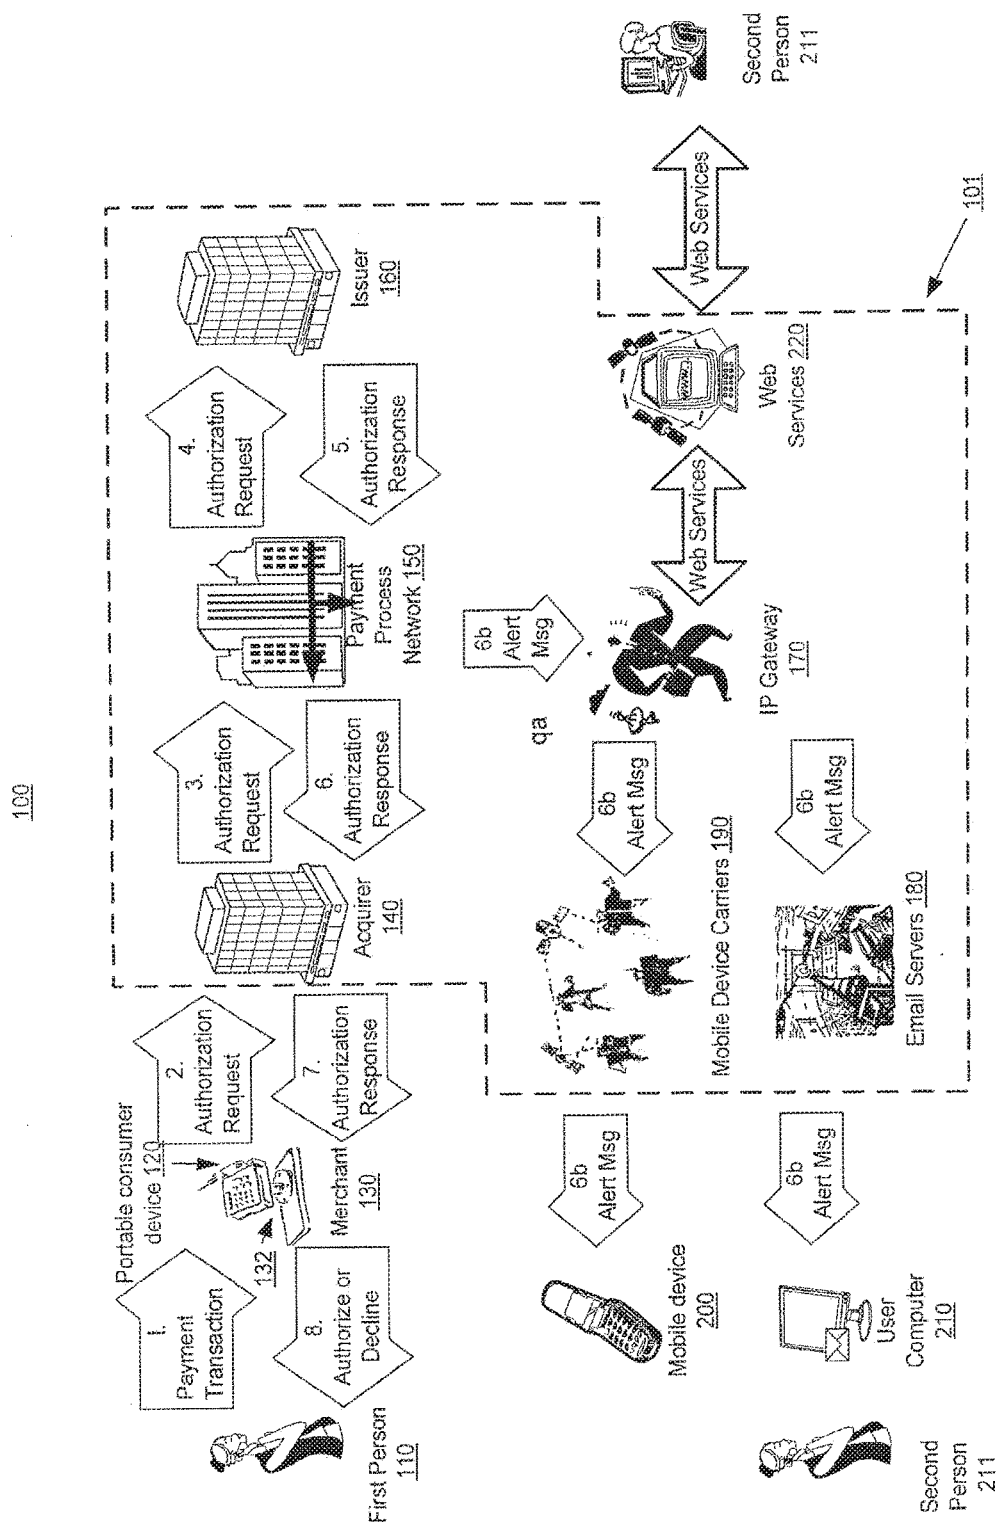 100
1.
Payment
Transaction
Portable consumer
device 120
2.
Authorization
Request
3.
Authorization
Request
4.
Authorization
Request
First Person
110
8.
Authorize or
Decline
132
Merchant
130
7.
Authorization
Response
Acquirer
140
6.
Authorization
Response
Payment
Process
Network 150
5.
Authorization
Response
Issuer
160
6b
Alert
Msg
qa
Mobile device
200
6b
Alert Msg
Mobile Device Carriers 190
6b
Alert Msg
IP Gateway
170
Web Services
Web
Services 220
Web Services
Second
Person
211
Second
Person
211
User
Computer
210
6b
Alert Msg
Email Servers 180
6b
Alert Msg
101